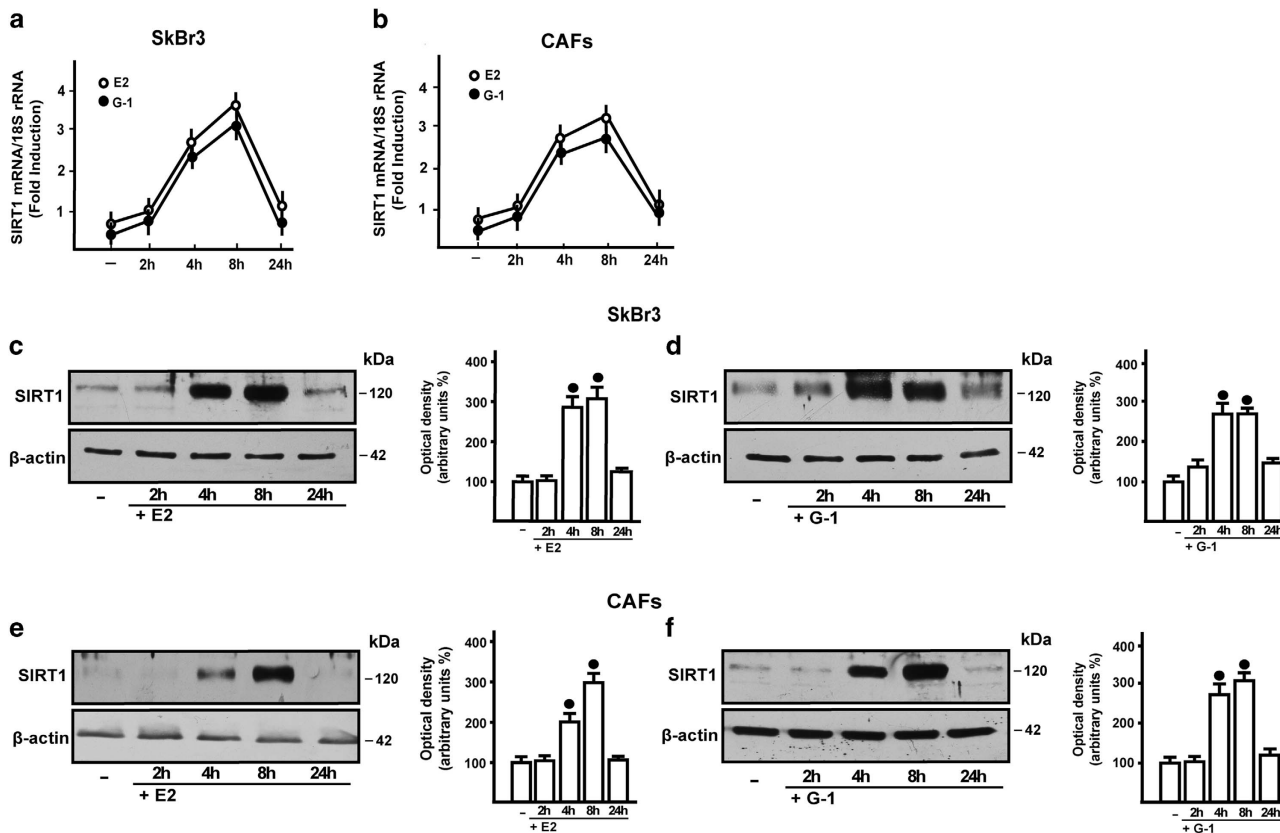 a
SkBr3
SIRT1 mRNA/18S rRNA
(Fold Induction)
4
3
2
1
E2
G-1
– 2h 4h 8h 24h
b
CAFs
SIRT1 mRNA/18S rRNA
(Fold Induction)
4
3
2
1
E2
G-1
– 2h 4h 8h 24h
SkBr3
c
kDa
SIRT1
–120
β-actin
–42
– 2h 4h 8h 24h
+ E2
Optical density
(arbitrary units %)
400
300
200
100
– 2h 4h 8h 24h
+ E2
d
kDa
SIRT1
–120
β-actin
–42
– 2h 4h 8h 24h
+ G-1
Optical density
(arbitrary units %)
400
300
200
100
– 2h 4h 8h 24h
+ G-1
CAFs
e
kDa
SIRT1
–120
β-actin
–42
– 2h 4h 8h 24h
+ E2
Optical density
(arbitrary units %)
400
300
200
100
– 2h 4h 8h 24h
+ E2
f
kDa
SIRT1
–120
β-actin
–42
– 2h 4h 8h 24h
+ G-1
Optical density
(arbitrary units %)
400
300
200
100
– 2h 4h 8h 24h
+ G-1